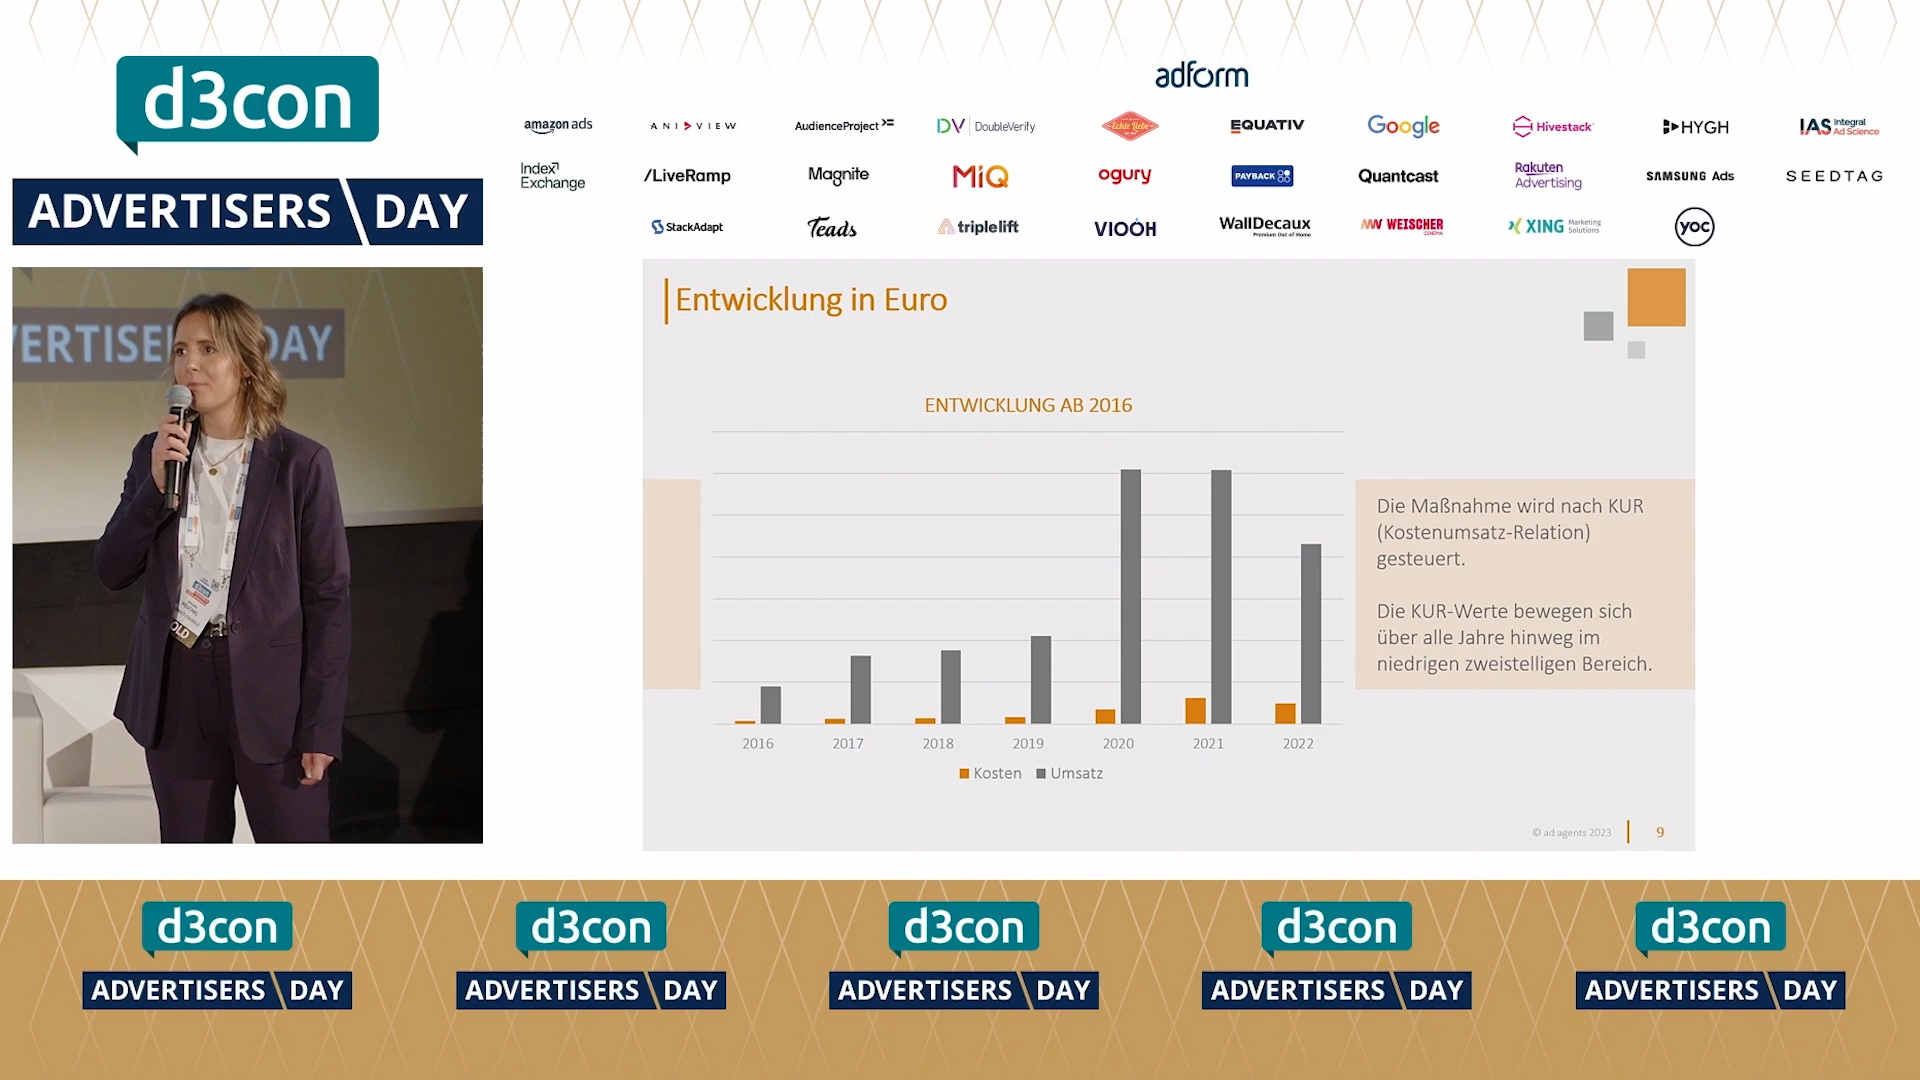 d3con
ADVERTISERS DAY
adform
amazon ads
ANIVIEW
AudienceProject
DV DoubleVerify
Echte Liebe
EQUATIV
Google
Hivestack
HYGH
IAS Integral Ad Science
Index Exchange
/LiveRamp
Magnite
MiQ
ogury
PAYBACK
Quantcast
Rakuten Advertising
SAMSUNG Ads
SEEDTAG
StackAdapt
Teads
triplelift
VIOOH
WallDecaux
Premium Out of Home
WEISCHER
CINEMA
XING Marketing Solutions
yoc
VERTISE DAY
d3con
OLD
Entwicklung in Euro
ENTWICKLUNG AB 2016
2016 2017 2018 2019 2020 2021 2022
Kosten Umsatz
Die Maßnahme wird nach KUR
(Kostenumsatz-Relation)
gesteuert.
Die KUR-Werte bewegen sich
über alle Jahre hinweg im
niedrigen zweistelligen Bereich.
© ad agents 2023 9
d3con d3con d3con d3con d3con
ADVERTISERS DAY ADVERTISERS DAY ADVERTISERS DAY ADVERTISERS DAY ADVERTISERS DAY